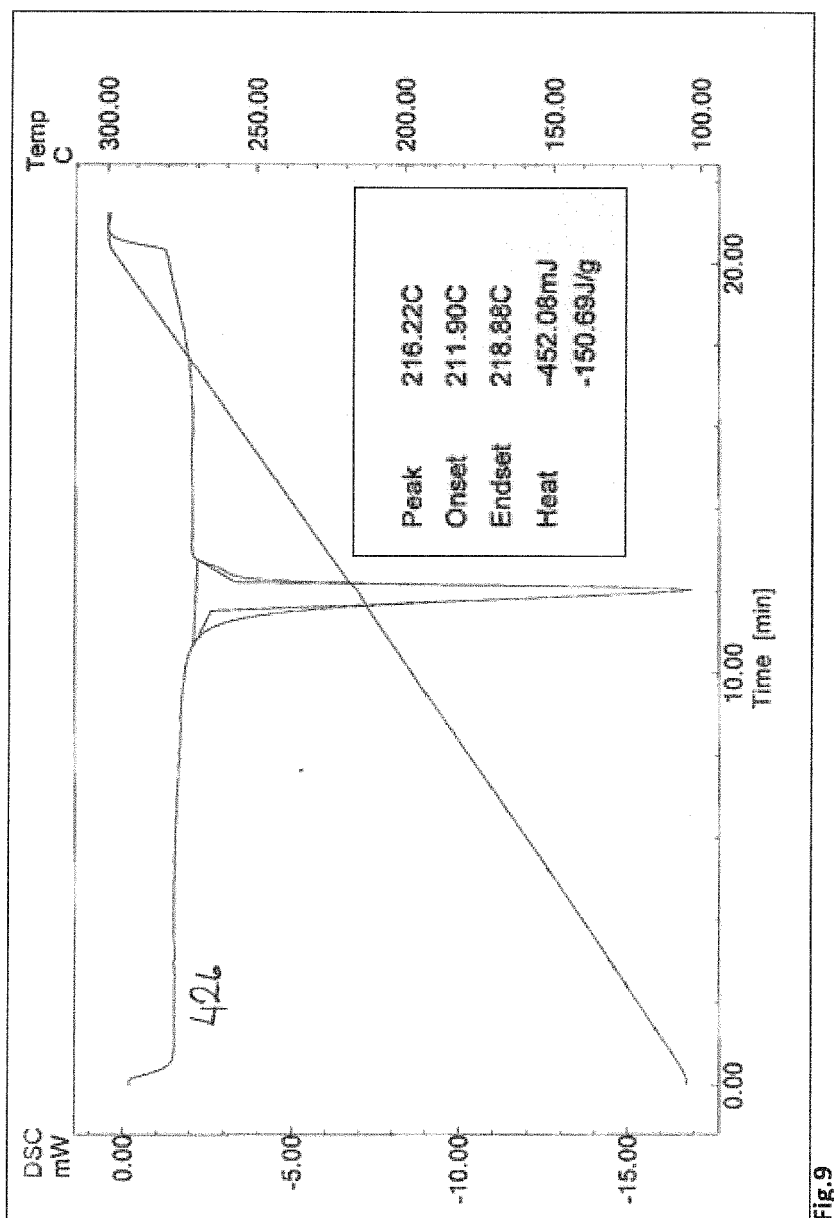 DSC
mW
Temp
C
0.00
-5.00
-10.00
-15.00
300.00
250.00
200.00
150.00
100.00
426
Peak 216.22C
Onset 211.90C
Endset 218.88C
Heat -452.08mJ
-150.69J/g
0.00
10.00
20.00
Time [min]
Fig.9